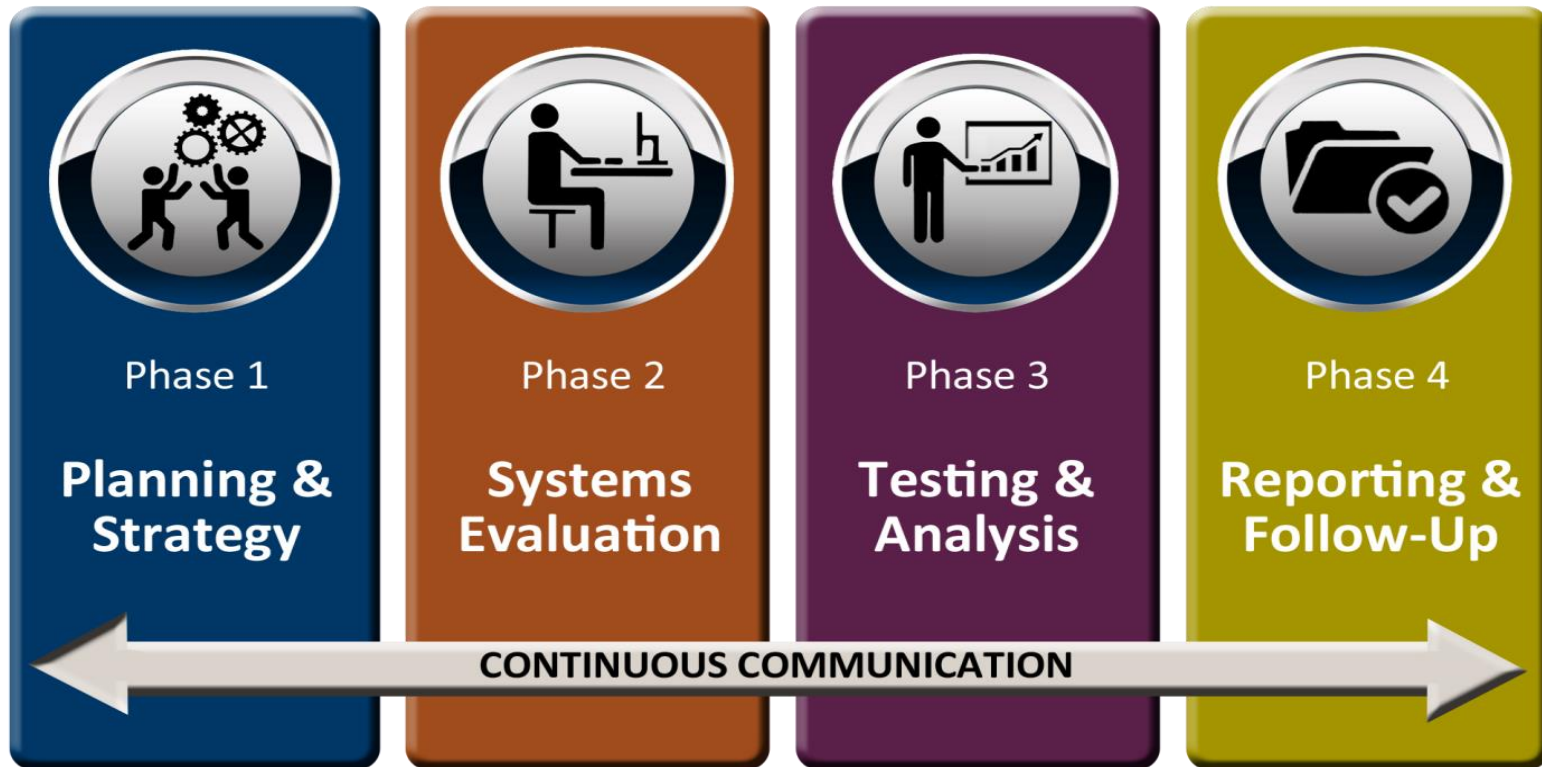 Phase 1
Planning &
Strategy
Phase 2
Systems
Evaluation
Phase 3
Testing &
Analysis
Phase 4
Reporting &
Follow-Up
CONTINUOUS COMMUNICATION